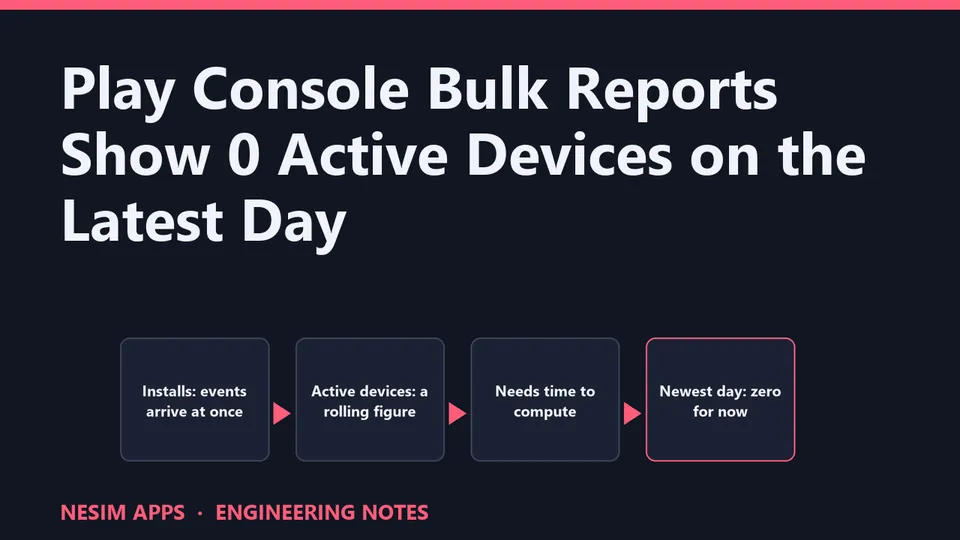 Play Console Bulk Reports
Show 0 Active Devices on the
Latest Day
Installs: events
arrive at once
Active devices: a
rolling figure
Needs time to
compute
Newest day: zero
for now
NESIM APPS · ENGINEERING NOTES